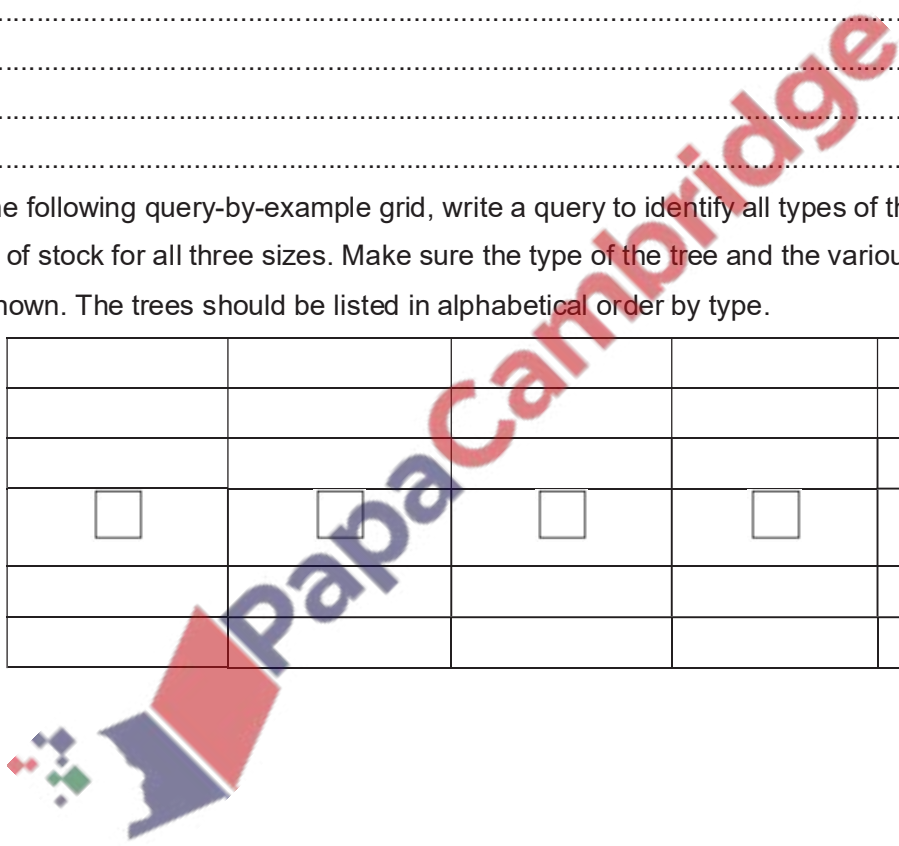 he following query-by-example grid, write a query to identify all types of th
of stock for all three sizes. Make sure the type of the tree and the variou
nown. The trees should be listed in alphabetical order by type.
PapaCambridge